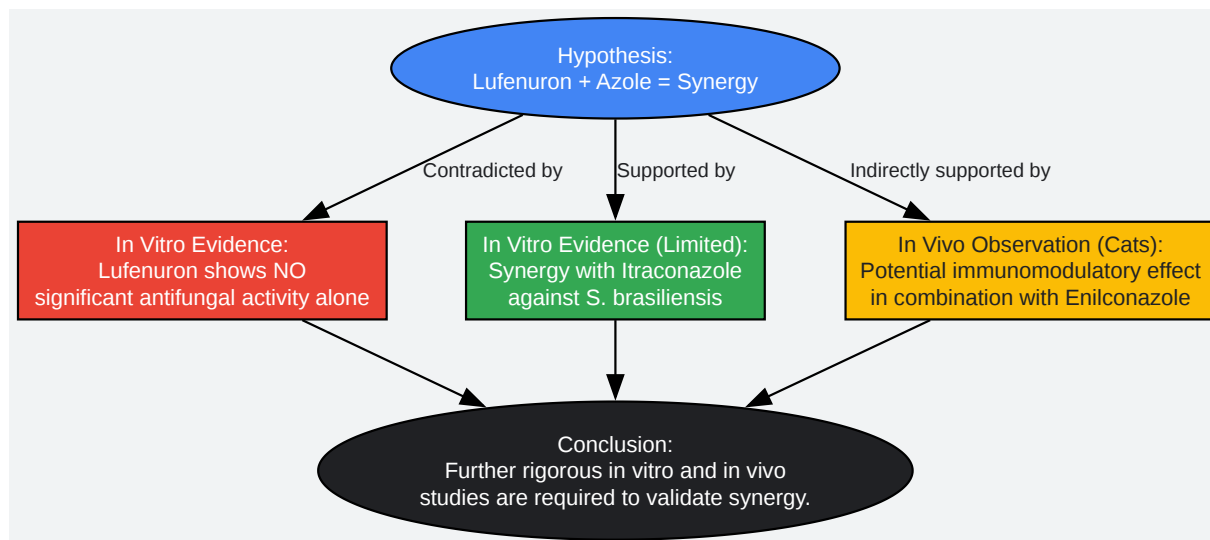 Hypothesis:
Lufenuron + Azole = Synergy
Contradicted by
Supported by
Indirectly supported by
In Vitro Evidence:
Lufenuron shows NO
significant antifungal activity alone
In Vitro Evidence (Limited):
Synergy with Itraconazole
against S. brasiliensis
In Vivo Observation (Cats):
Potential immunomodulatory effect
in combination with Enilconazole
Conclusion:
Further rigorous in vitro and in vivo
studies are required to validate synergy.